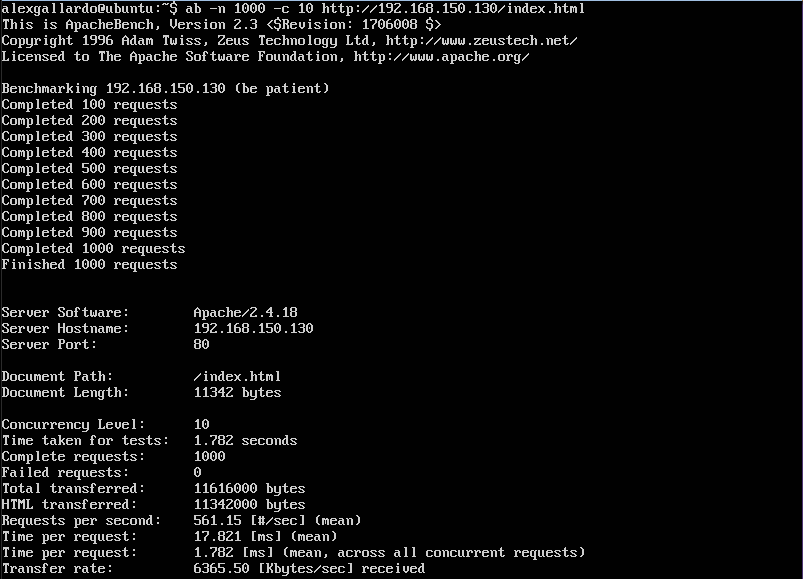 alexgallardo@ubuntu:~$ ab -n 1000 -c 10 http://192.168.150.130/index.html
This is ApacheBench, Version 2.3 <$Revision: 1706008 $>
Copyright 1996 Adam Twiss, Zeus Technology Ltd, http://www.zeustech.net/
Licensed to The Apache Software Foundation, http://www.apache.org/
Benchmarking 192.168.150.130 (be patient)
Completed 100 requests
Completed 200 requests
Completed 300 requests
Completed 400 requests
Completed 500 requests
Completed 600 requests
Completed 700 requests
Completed 800 requests
Completed 900 requests
Completed 1000 requests
Finished 1000 requests
Server Software:        Apache/2.4.18
Server Hostname:        192.168.150.130
Server Port:            80
Document Path:          /index.html
Document Length:        11342 bytes
Concurrency Level:      10
Time taken for tests:   1.782 seconds
Complete requests:      1000
Failed requests:        0
Total transferred:      11616000 bytes
HTML transferred:       11342000 bytes
Requests per second:    561.15 [#/sec] (mean)
Time per request:       17.821 [ms] (mean)
Time per request:       1.782 [ms] (mean, across all concurrent requests)
Transfer rate:          6365.50 [Kbytes/sec] received